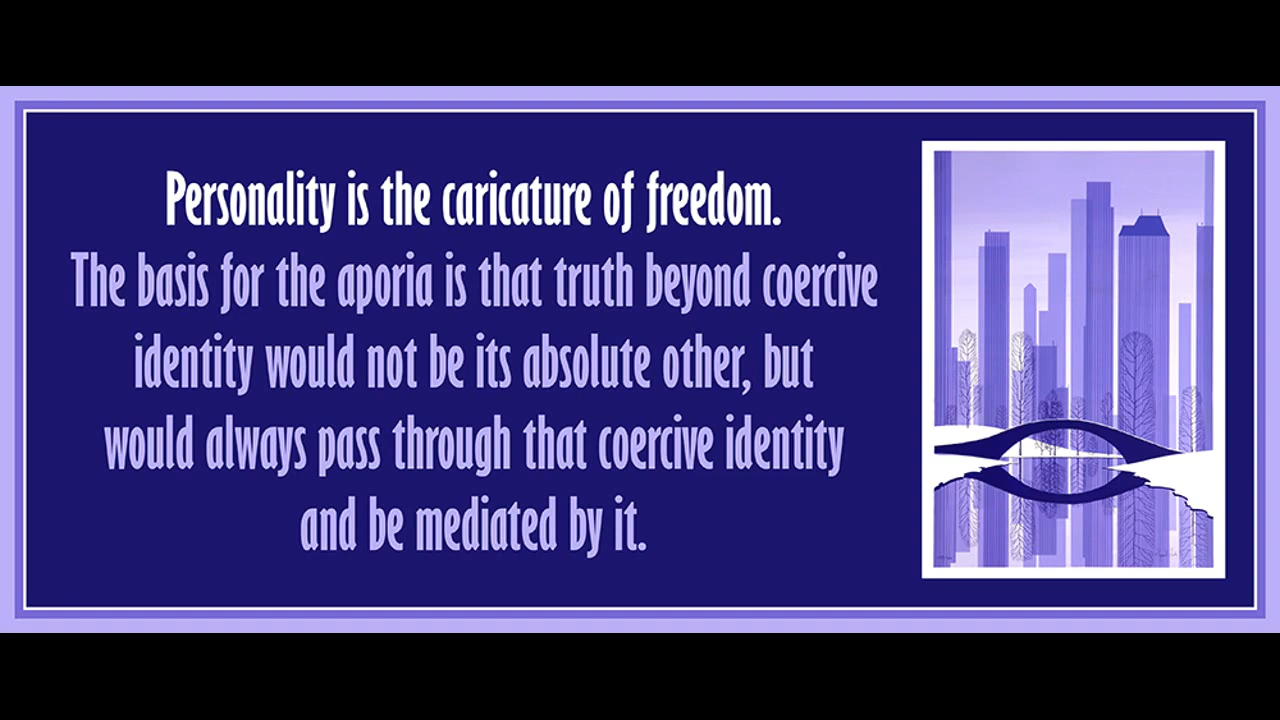 Personality is the caricature of freedom.
The basis for the aporia is that truth beyond coercive
identity would not be its absolute other, but
would always pass through that coercive identity
and be mediated by it.